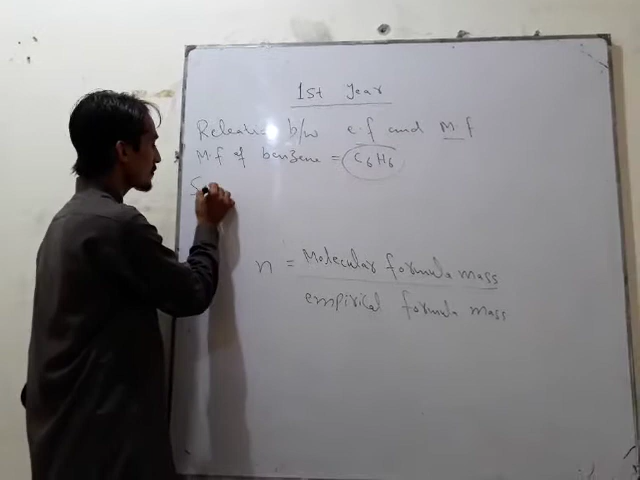 1st year
Relation b/w e.f and M.f
M.f of benzene = C6H6
S
n = Molecular formula mass
empirical formula mass